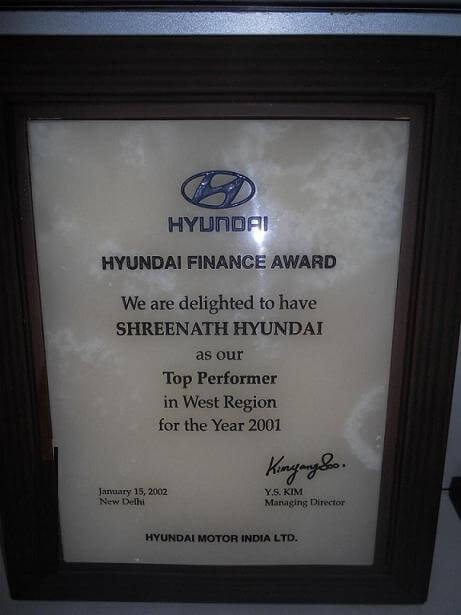 HYUNDAI
HYUNDAI FINANCE AWARD
We are delighted to have
SHREENATH HYUNDAI
as our
Top Performer
in West Region
for the Year 2001
January 15, 2002
New Delhi
Y.S. KIM
Managing Director
HYUNDAI MOTOR INDIA LTD.